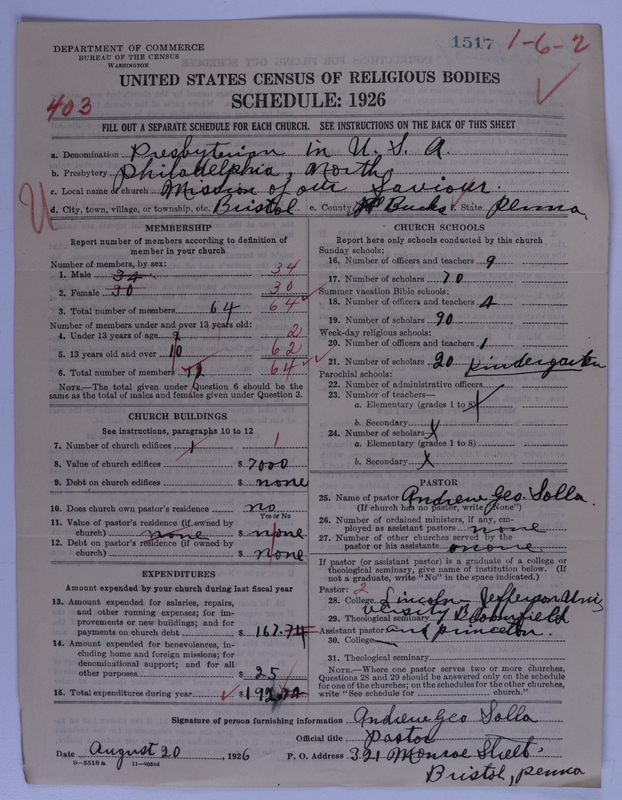 DEPARTMENT OF COMMERCE
BUREAU OF THE CENSUS
WASHINGTON
1517 1-6-2
UNITED STATES CENSUS OF RELIGIOUS BODIES
403 SCHEDULE: 1926
FILL OUT A SEPARATE SCHEDULE FOR EACH CHURCH. SEE INSTRUCTIONS ON THE BACK OF THIS SHEET
a. Denomination Presbyterian in U. S. A.
b. Presbytery Philadelphia, North
c. Local name of church Mission of our Saviour.
d. City, town, village, or township, etc. Bristol e. County Bucks f. State Penna
MEMBERSHIP
Report number of members according to definition of
member in your church
Number of members, by sex:
1. Male 34 34
2. Female 30 30
3. Total number of members 64 64
Number of members under and over 13 years old:
4. Under 13 years of age 2 2
5. 13 years old and over 10 62
6. Total number of members 64
NOTE.—The total given under Question 6 should be
the same as the total of males and females given under Question 3.
CHURCH BUILDINGS
See instructions, paragraphs 10 to 12
7. Number of church edifices 1 1
8. Value of church edifices $ 7000
9. Debt on church edifices $ none
10. Does church own pastor's residence no
Yes or No
11. Value of pastor's residence (if owned by
church) none $ none
12. Debt on pastor's residence (if owned by
church) $ none
EXPENDITURES
Amount expended by your church during last fiscal year
13. Amount expended for salaries, repairs,
and other running expenses; for im-
provements or new buildings; and for
payments on church debt $ 167.74
14. Amount expended for benevolences, in-
cluding home and foreign missions; for
denominational support; and for all
other purposes $ 25
15. Total expenditures during year $ 192.74
CHURCH SCHOOLS
Report here only schools conducted by this church
Sunday schools:
16. Number of officers and teachers 9
17. Number of scholars 70
Summer vacation Bible schools:
18. Number of officers and teachers 4
19. Number of scholars 90
Week-day religious schools:
20. Number of officers and teachers 1
21. Number of scholars 20 kindergarten
Parochial schools:
22. Number of administrative officers
23. Number of teachers—
a. Elementary (grades 1 to 8) X
b. Secondary
24. Number of scholars X
a. Elementary (grades 1 to 8)
b. Secondary X
PASTOR
25. Name of pastor Andrew Geo. Solla.
(If church has no pastor, write "None")
26. Number of ordained ministers, if any, em-
ployed as assistant pastors none
27. Number of other churches served by the
pastor or his assistants none
If pastor (or assistant pastor) is a graduate of a college or
theological seminary, give name of institution below. (If
not a graduate, write "No" in the space indicated.)
Pastor: 2
28. College Lincoln - Jefferson Uni
versity Bloomfield
29. Theological seminary
Assistant pastor: and princeton.
30. College
31. Theological seminary
NOTE.—Where one pastor serves two or more churches,
Questions 28 and 29 should be answered only on the schedule
for one of the churches; on the schedules for the other churches,
write "See schedule for church."
Signature of person furnishing information Andrew Geo Solla
Official title Pastor
Date August 20, 1926 P. O. Address 321 Monroe Street.
Bristol, penna